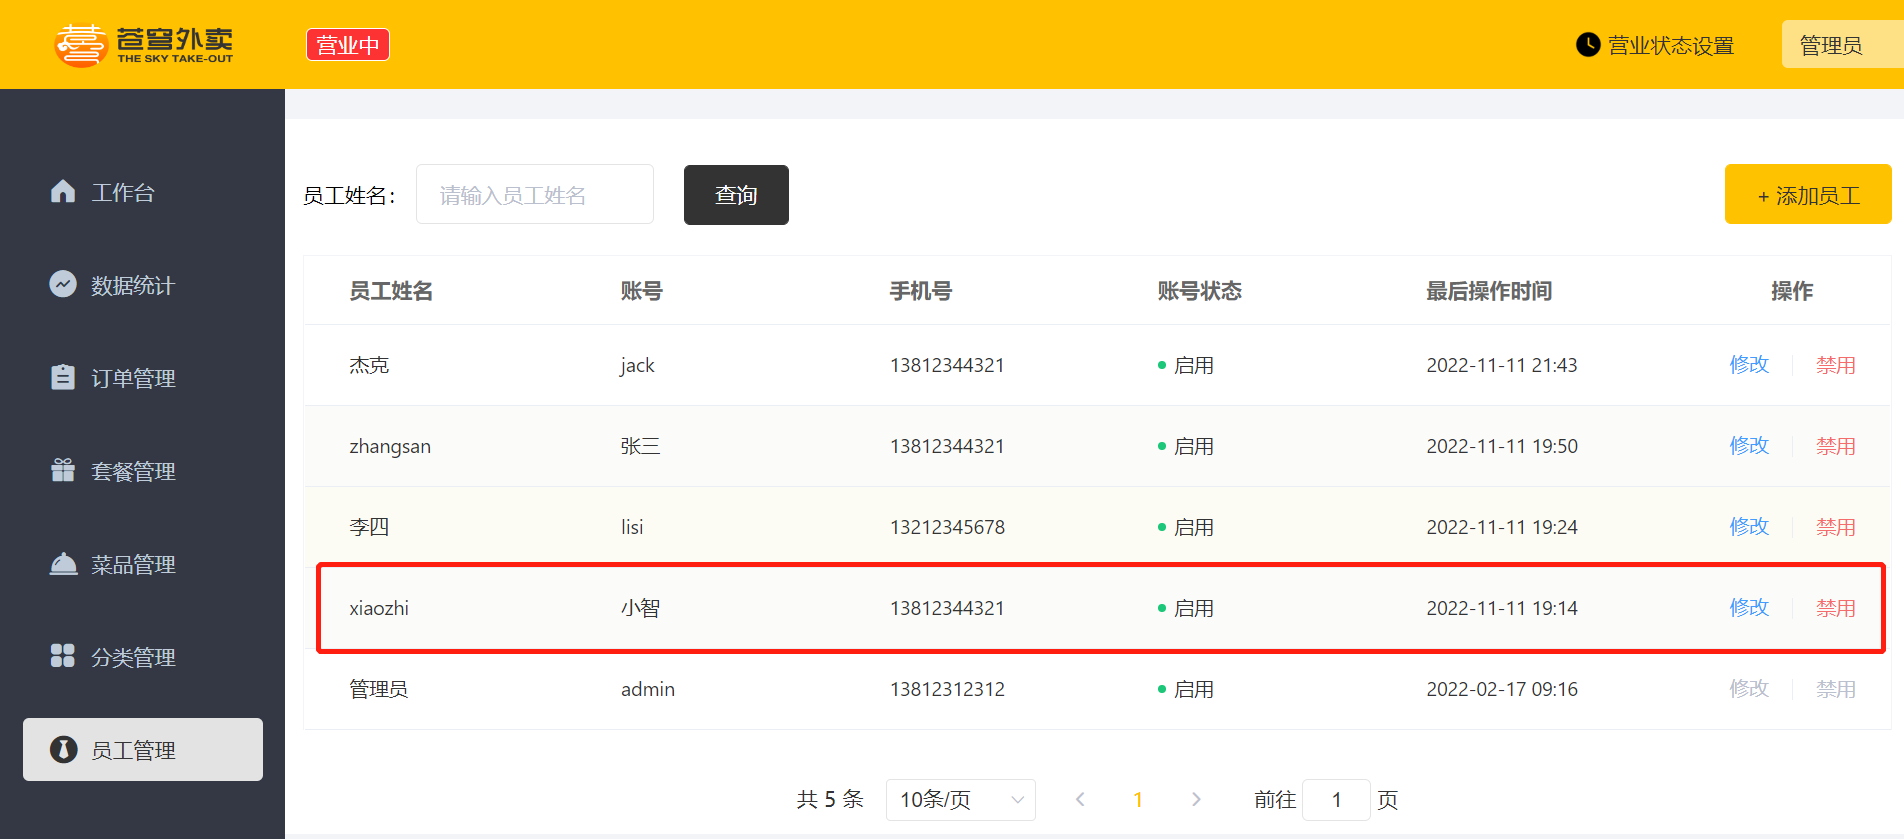 苍穹外卖
THE SKY TAKE-OUT
营业中
营业状态设置
管理员
工作台
数据统计
订单管理
套餐管理
菜品管理
分类管理
员工管理
员工姓名： 请输入员工姓名 查询 + 添加员工
员工姓名 账号 手机号 账号状态 最后操作时间 操作
杰克 jack 13812344321 启用 2022-11-11 21:43 修改 禁用
zhangsan 张三 13812344321 启用 2022-11-11 19:50 修改 禁用
李四 lisi 13212345678 启用 2022-11-11 19:24 修改 禁用
xiaozhi 小智 13812344321 启用 2022-11-11 19:14 修改 禁用
管理员 admin 13812312312 启用 2022-02-17 09:16 修改 禁用
共 5 条 10条/页 1 前往 1 页